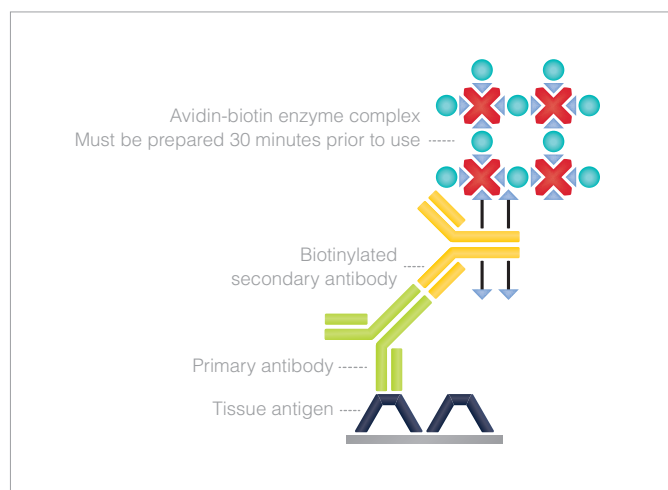 Avidin-biotin enzyme complex
Must be prepared 30 minutes prior to use
Biotinylated
secondary antibody
Primary antibody
Tissue antigen